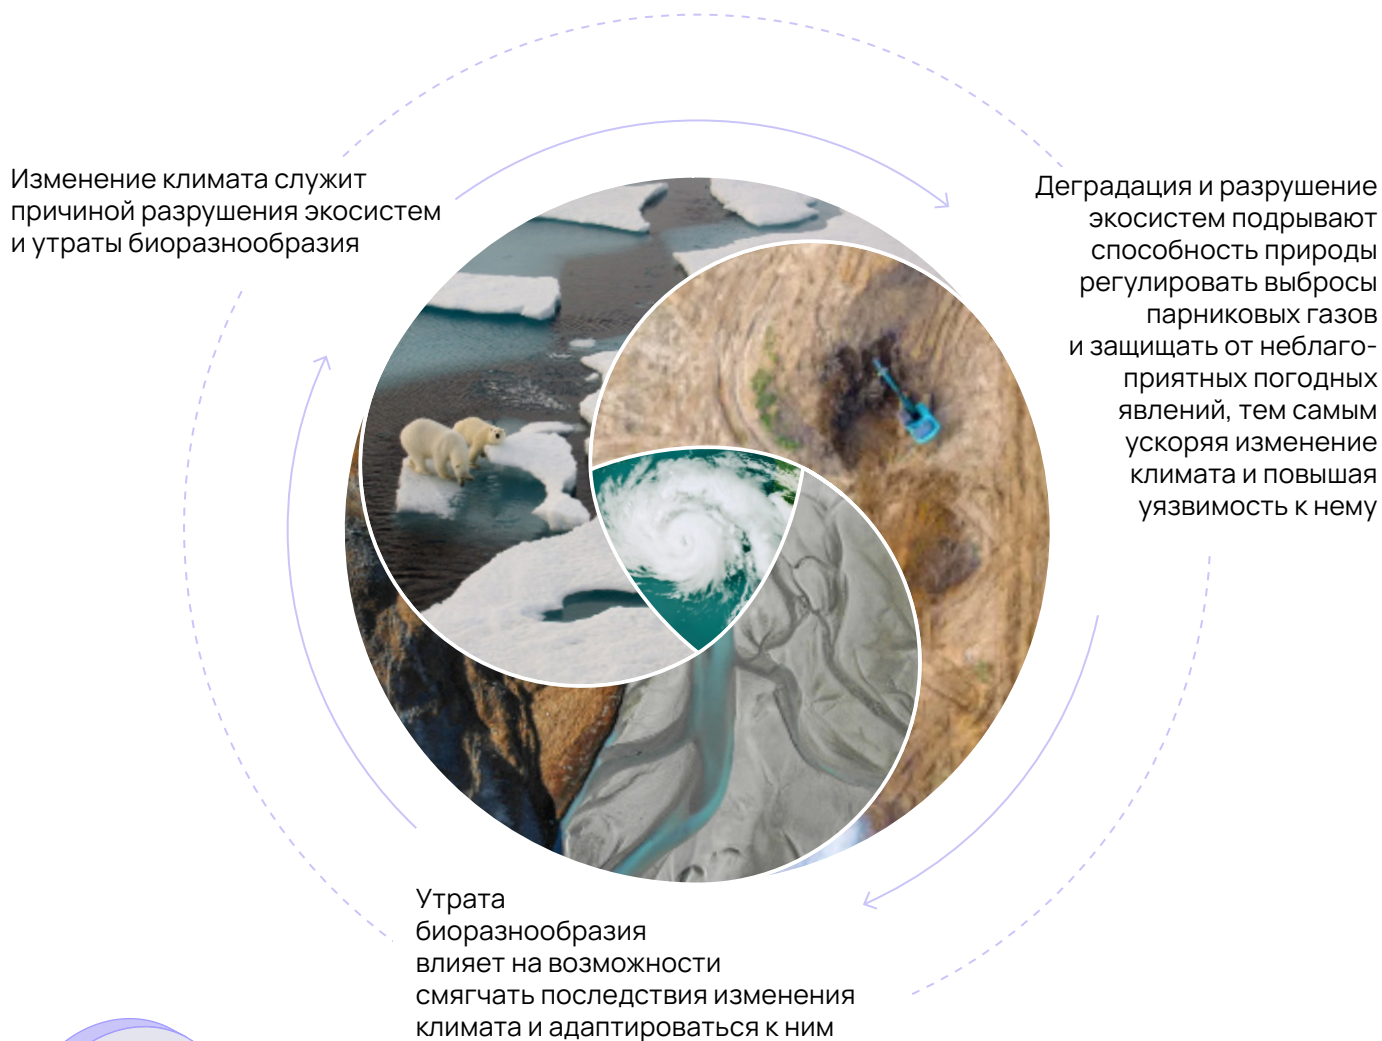 Изменение климата служит
причиной разрушения экосистем
и утраты биоразнообразия
Деградация и разрушение
экосистем подрывают
способность природы
регулировать выбросы
парниковых газов
и защищать от неблаго-
приятных погодных
явлений, тем самым
ускоряя изменение
климата и повышая
уязвимость к нему
Утрата
биоразнообразия
влияет на возможности
смягчать последствия изменения
климата и адаптироваться к ним